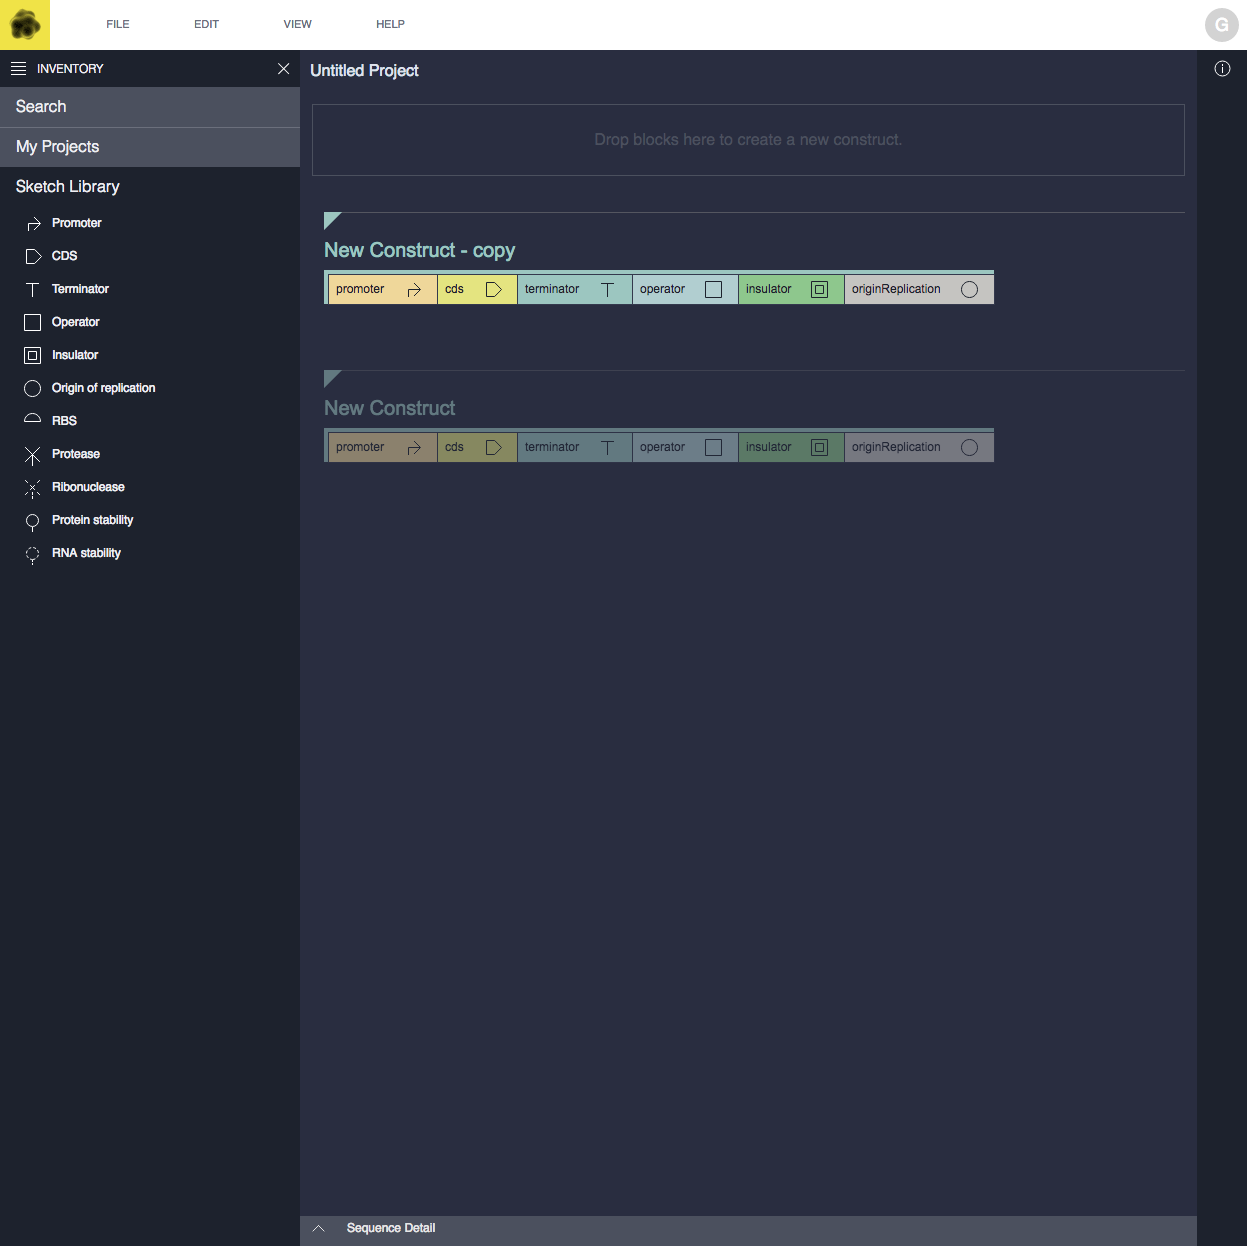 FILE EDIT VIEW HELP G
INVENTORY
Search
My Projects
Sketch Library
Promoter
CDS
Terminator
Operator
Insulator
Origin of replication
RBS
Protease
Ribonuclease
Protein stability
RNA stability
Untitled Project
Drop blocks here to create a new construct.
New Construct - copy
promoter cds terminator operator insulator originReplication
New Construct
promoter cds terminator operator insulator originReplication
Sequence Detail